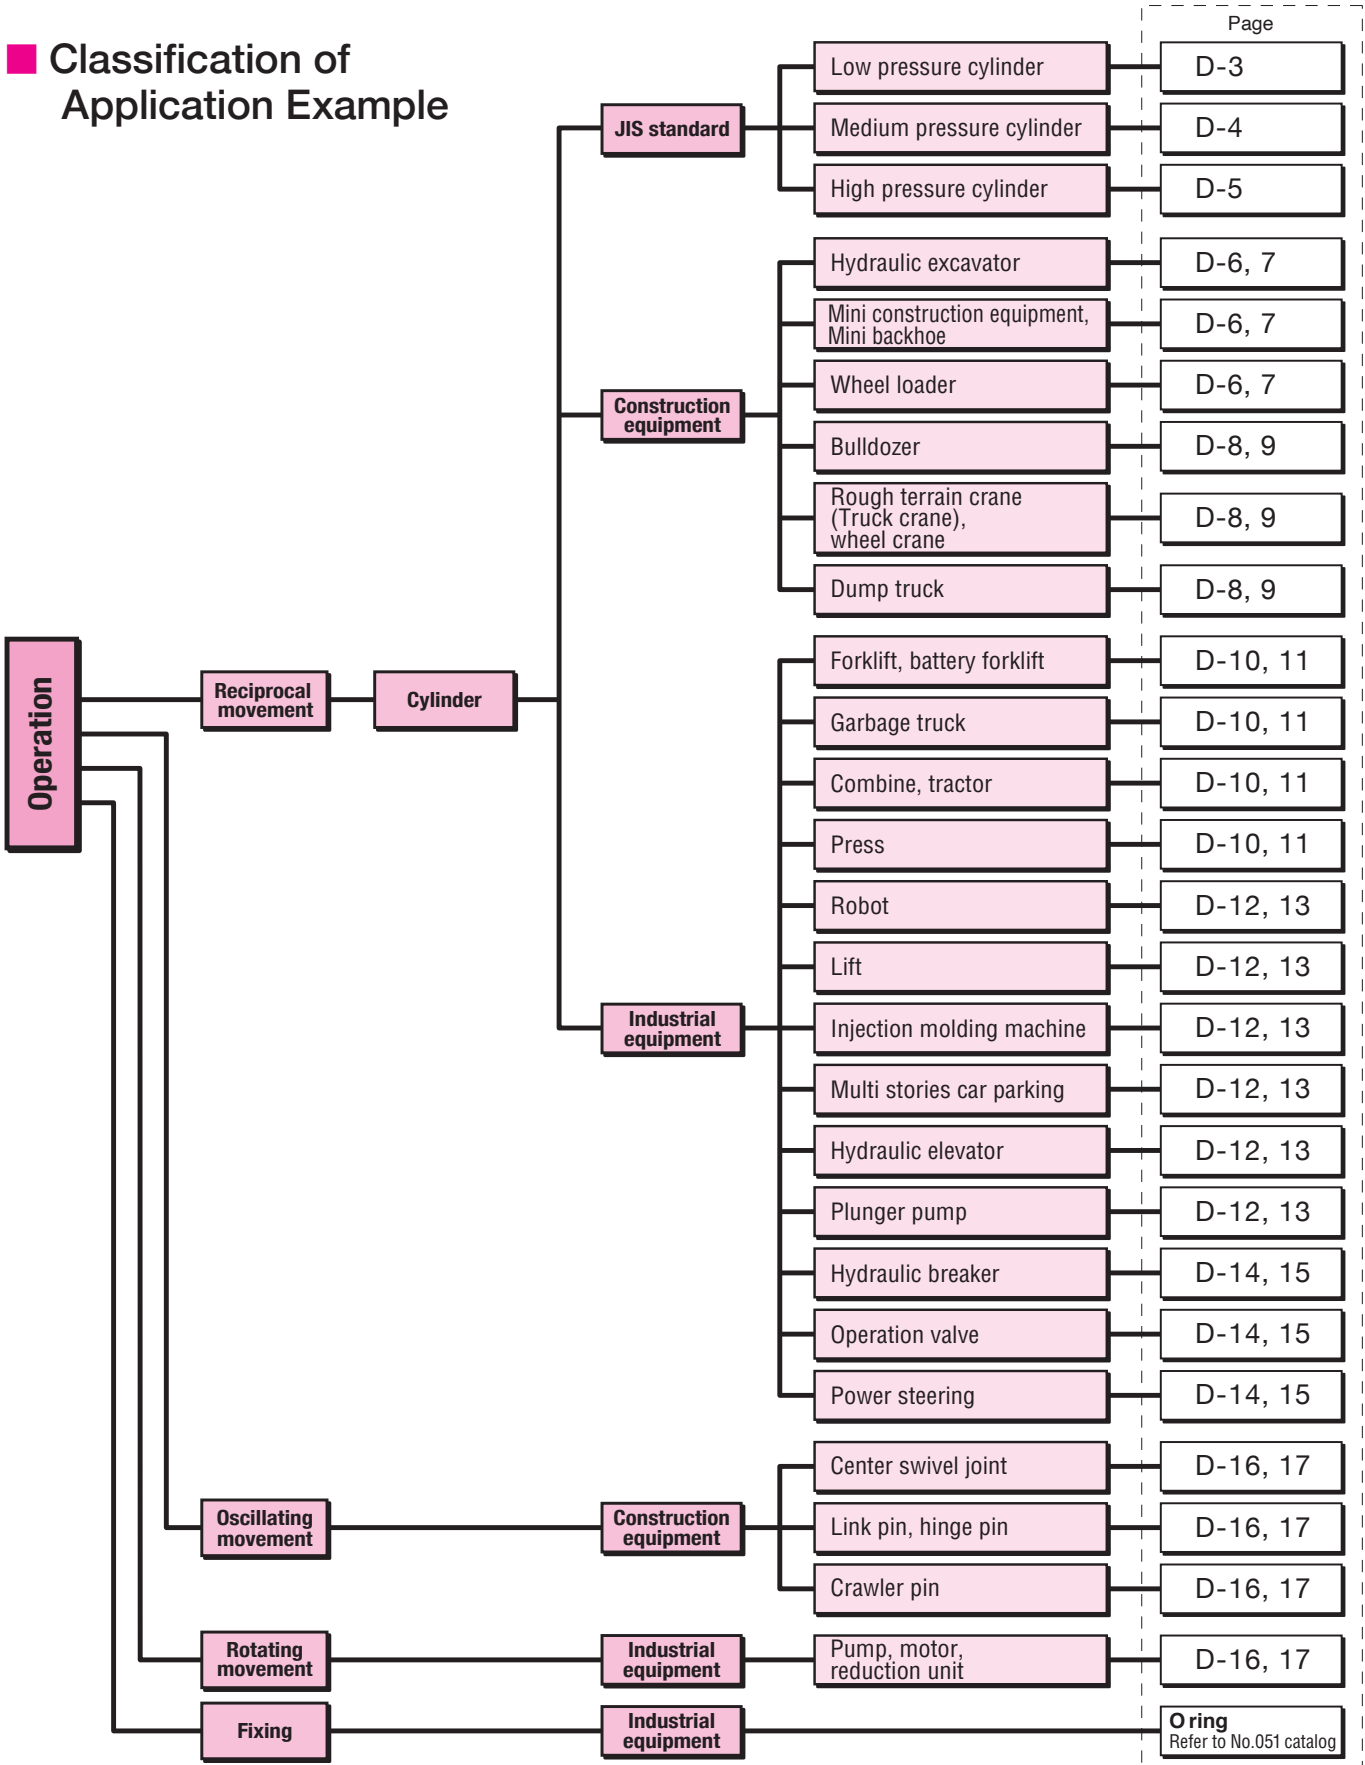 Classification of
Application Example
Page
Low pressure cylinder
D-3
JIS standard
Medium pressure cylinder
D-4
High pressure cylinder
D-5
Hydraulic excavator
D-6, 7
Mini construction equipment,
Mini backhoe
D-6, 7
Wheel loader
D-6, 7
Construction
equipment
Bulldozer
D-8, 9
Rough terrain crane
(Truck crane),
wheel crane
D-8, 9
Dump truck
D-8, 9
Operation
Reciprocal
movement
Cylinder
Forklift, battery forklift
D-10, 11
Garbage truck
D-10, 11
Combine, tractor
D-10, 11
Press
D-10, 11
Robot
D-12, 13
Lift
D-12, 13
Industrial
equipment
Injection molding machine
D-12, 13
Multi stories car parking
D-12, 13
Hydraulic elevator
D-12, 13
Plunger pump
D-12, 13
Hydraulic breaker
D-14, 15
Operation valve
D-14, 15
Power steering
D-14, 15
Center swivel joint
D-16, 17
Oscillating
movement
Construction
equipment
Link pin, hinge pin
D-16, 17
Crawler pin
D-16, 17
Rotating
movement
Industrial
equipment
Pump, motor,
reduction unit
D-16, 17
Fixing
Industrial
equipment
O ring
Refer to No.051 catalog